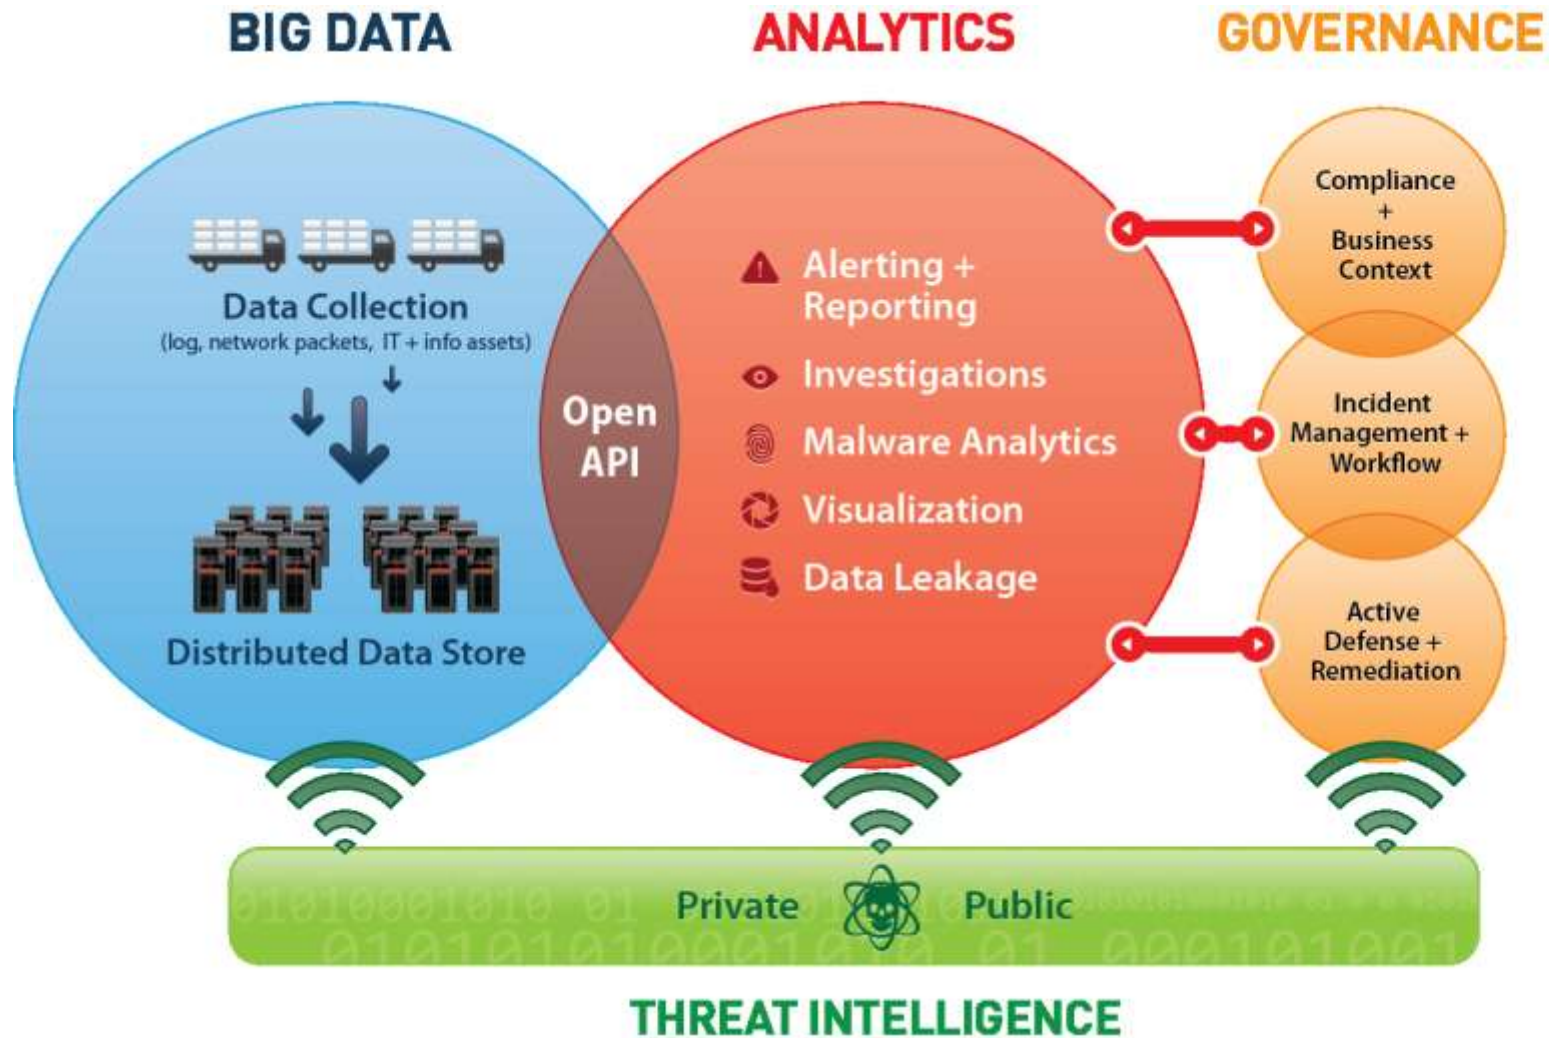 BIG DATA
ANALYTICS
GOVERNANCE
Data Collection
(log, network packets, IT + info assets)
Distributed Data Store
Open
API
Alerting +
Reporting
Investigations
Malware Analytics
Visualization
Data Leakage
Compliance
+
Business
Context
Incident
Management +
Workflow
Active
Defense +
Remediation
Private
Public
THREAT INTELLIGENCE